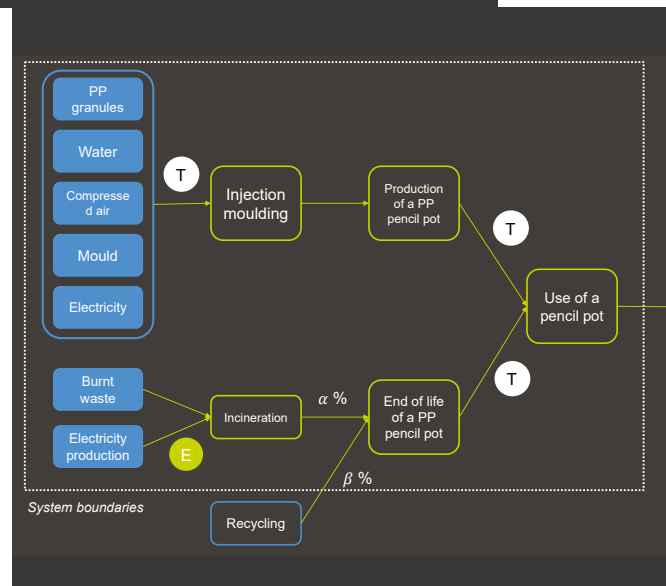 PP
granules
Water
Compresse
d air
Mould
Electricity
T
Injection
moulding
Production
of a PP
pencil pot
T
Use of a
pencil pot
T
Burnt
waste
Electricity
production
E
Incineration
α %
End of life
of a PP
pencil pot
β %
System boundaries
Recycling